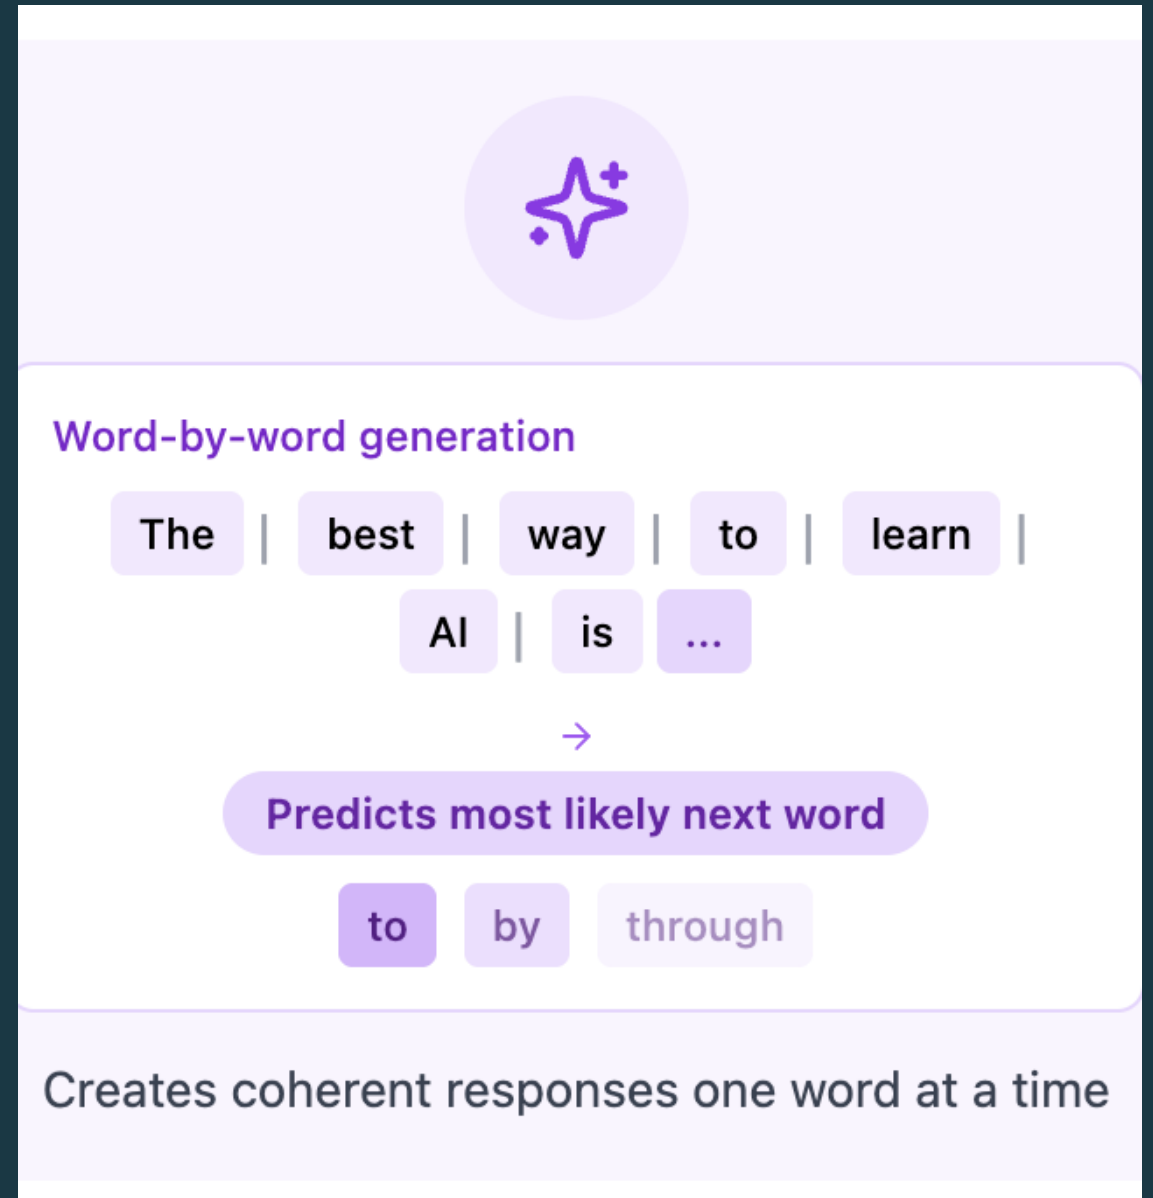 Word-by-word generation
The | best | way | to | learn |
AI | is ...
→
Predicts most likely next word
to by through
Creates coherent responses one word at a time